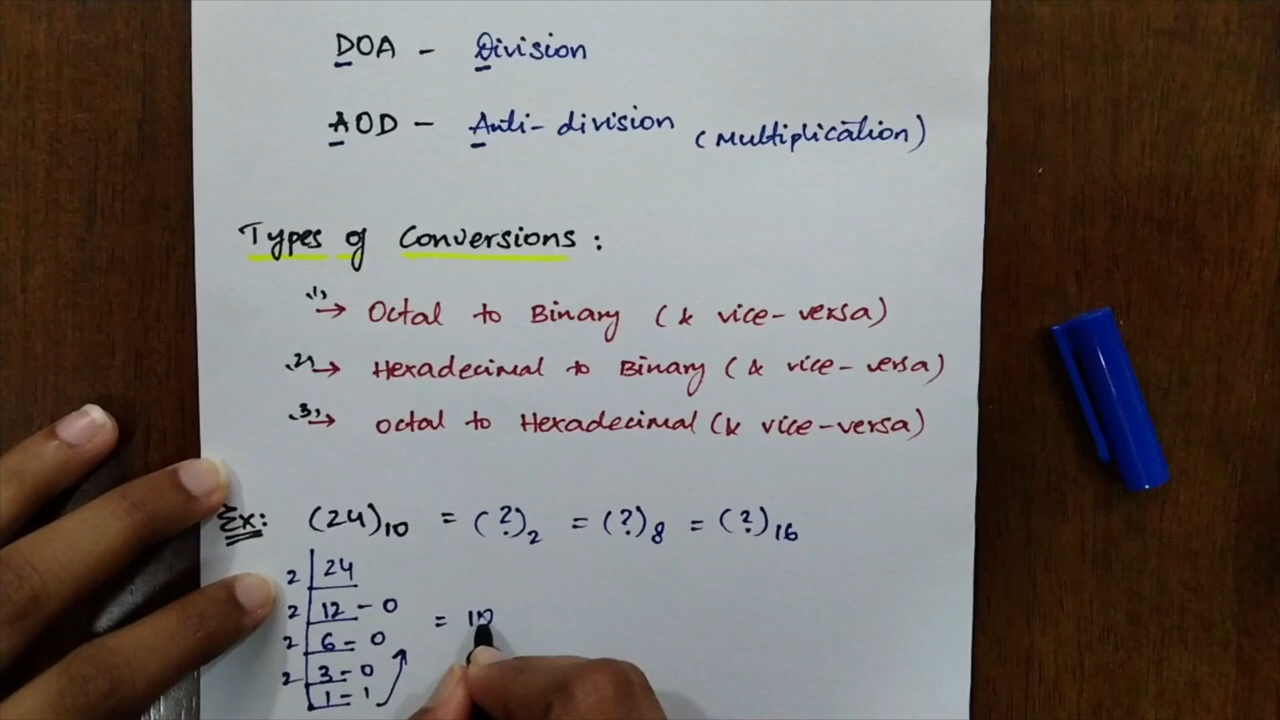 DOA - Division
AOD - Anti-division (Multiplication)
Types of Conversions :
1) → Octal to Binary (& vice-versa)
2) → Hexadecimal to Binary (& vice-versa)
3) → octal to Hexadecimal (& vice-versa)
Ex: (24)10 = (?)2 = (?)8 = (?)16
2 24
2 12 - 0
2 6 - 0
2 3 - 0
1 - 1
= 11